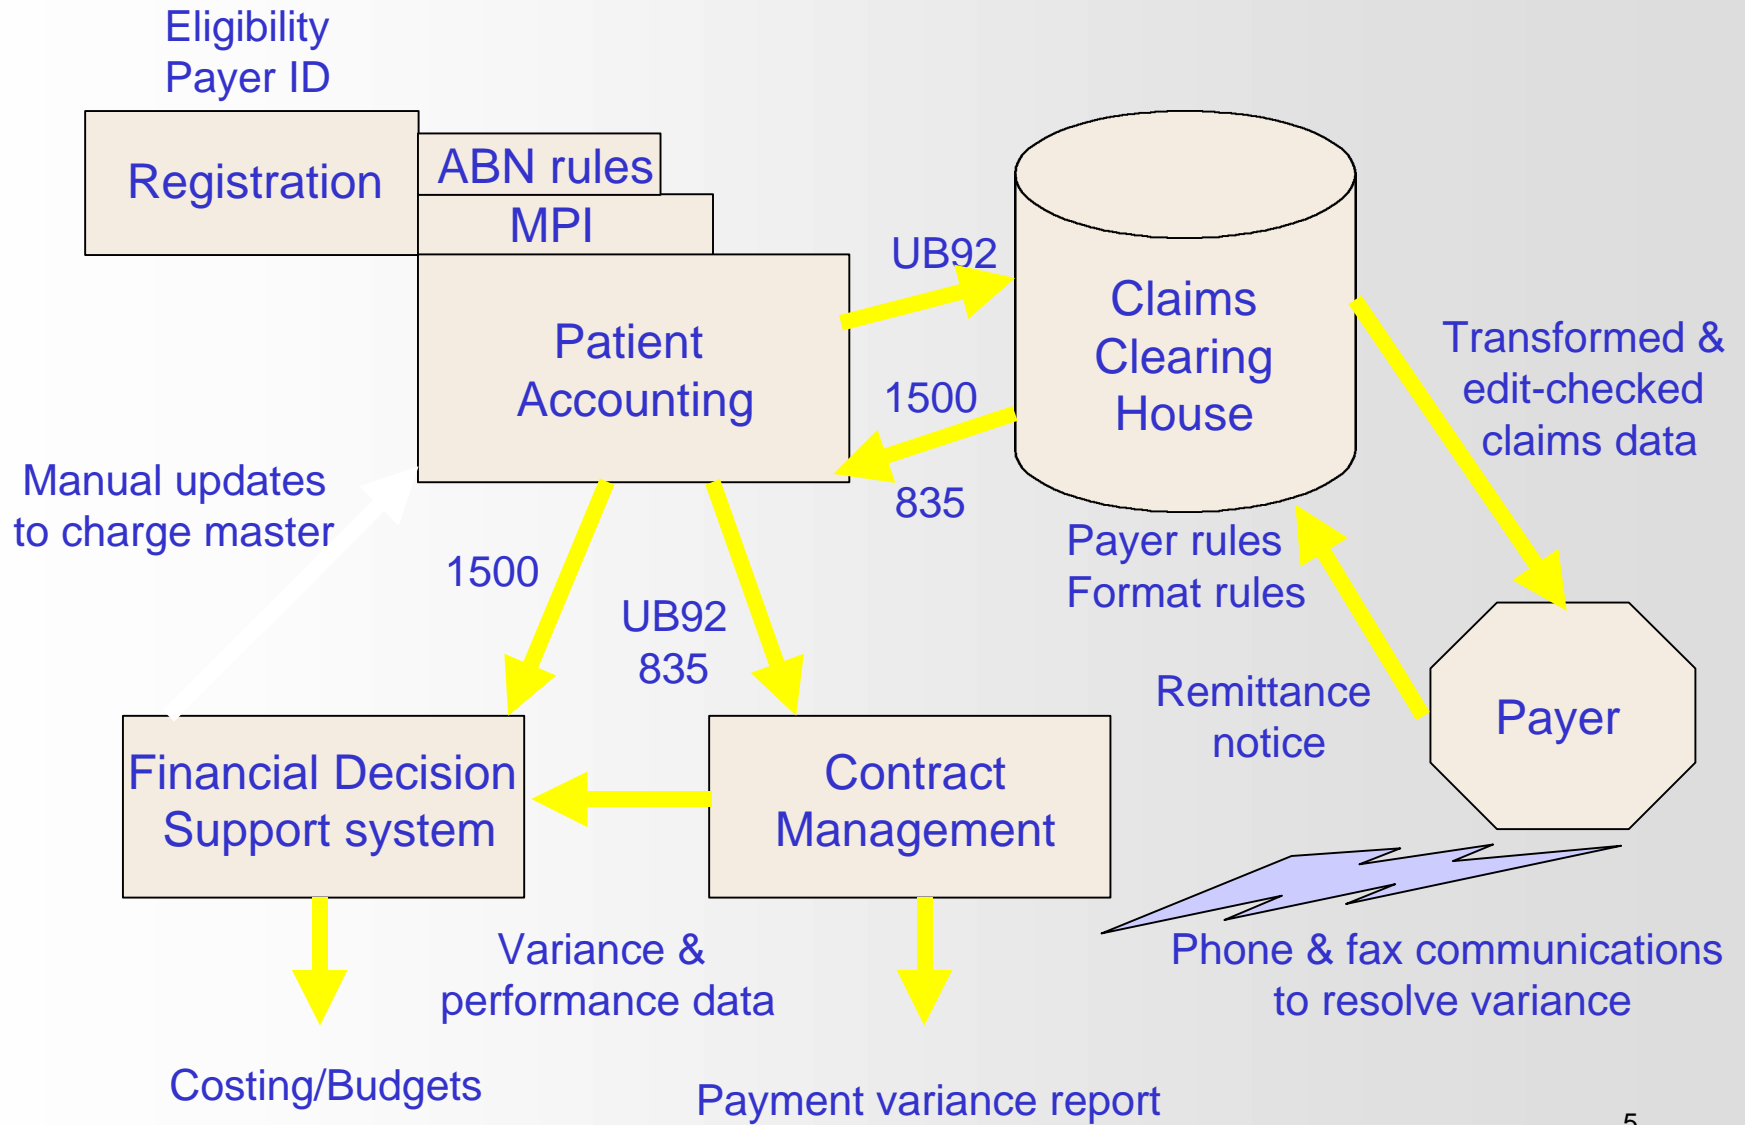 Eligibility
Payer ID
Registration
ABN rules
MPI
Patient
Accounting
UB92
1500
835
Claims
Clearing
House
Transformed &
edit-checked
claims data
Manual updates
to charge master
1500
UB92
835
Payer rules
Format rules
Remittance
notice
Payer
Financial Decision
Support system
Contract
Management
Variance &
performance data
Phone & fax communications
to resolve variance
Costing/Budgets
Payment variance report
5